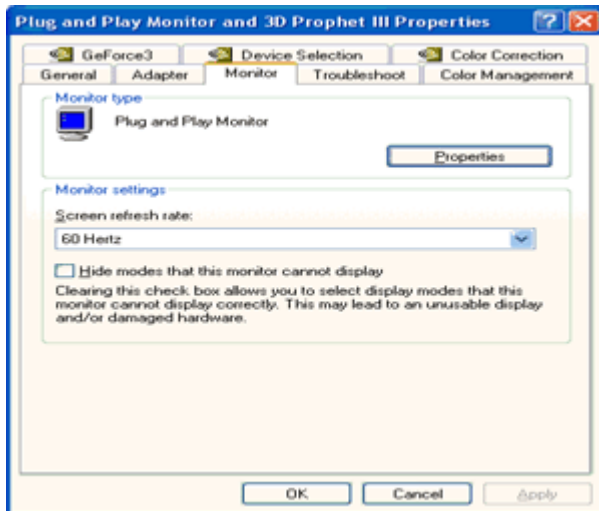 Plug and Play Monitor and 3D Prophet III Properties
GeForce3 Device Selection Color Correction
General Adapter Monitor Troubleshoot Color Management
Monitor type
Plug and Play Monitor
Properties
Monitor settings
Screen refresh rate:
60 Hertz
Hide modes that this monitor cannot display
Clearing this check box allows you to select display modes that this
monitor cannot display correctly. This may lead to an unusable display
and/or damaged hardware.
OK Cancel Apply